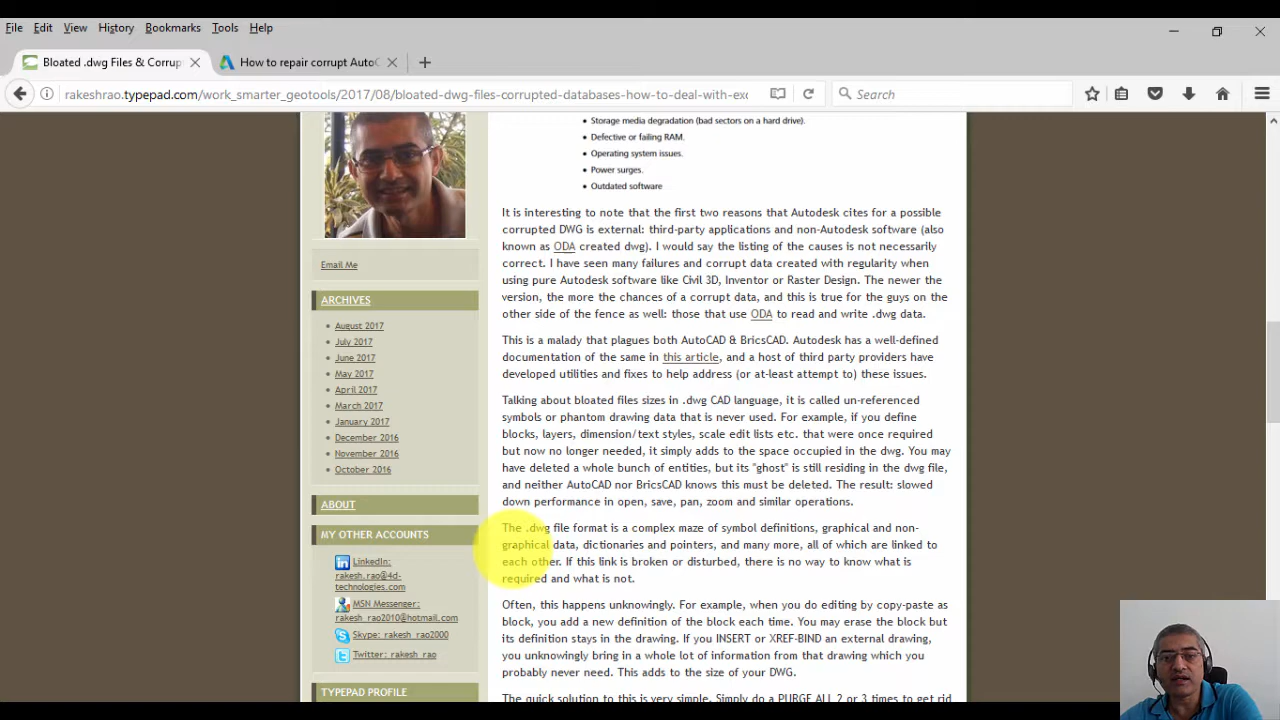 File Edit View History Bookmarks Tools Help
Bloated .dwg Files & Corrup
How to repair corrupt AutoC
rakeshrao.typepad.com/work_smarter_geotools/2017/08/bloated-dwg-files-corrupted-databases-how-to-deal-with-exc
Search
Email Me
ARCHIVES
August 2017
July 2017
June 2017
May 2017
April 2017
March 2017
January 2017
December 2016
November 2016
October 2016
ABOUT
MY OTHER ACCOUNTS
LinkedIn:
rakesh.rao@4d-
technologies.com
MSN Messenger:
rakesh_rao2010@hotmail.com
Skype: rakesh_rao2000
Twitter: rakesh_rao
TYPEPAD PROFILE
Storage media degradation (bad sectors on a hard drive).
Defective or failing RAM.
Operating system issues.
Power surges.
Outdated software
It is interesting to note that the first two reasons that Autodesk cites for a possible
corrupted DWG is external: third-party applications and non-Autodesk software (also
known as ODA created dwg). I would say the listing of the causes is not necessarily
correct. I have seen many failures and corrupt data created with regularity when
using pure Autodesk software like Civil 3D, Inventor or Raster Design. The newer the
version, the more the chances of a corrupt data, and this is true for the guys on the
other side of the fence as well: those that use ODA to read and write .dwg data.
This is a malady that plagues both AutoCAD & BricsCAD. Autodesk has a well-defined
documentation of the same in this article, and a host of third party providers have
developed utilities and fixes to help address (or at-least attempt to) these issues.
Talking about bloated files sizes in .dwg CAD language, it is called un-referenced
symbols or phantom drawing data that is never used. For example, if you define
blocks, layers, dimension/text styles, scale edit lists etc. that were once required
but now no longer needed, it simply adds to the space occupied in the dwg. You may
have deleted a whole bunch of entities, but its "ghost" is still residing in the dwg file,
and neither AutoCAD nor BricsCAD knows this must be deleted. The result: slowed
down performance in open, save, pan, zoom and similar operations.
The .dwg file format is a complex maze of symbol definitions, graphical and non-
graphical data, dictionaries and pointers, and many more, all of which are linked to
each other. If this link is broken or disturbed, there is no way to know what is
required and what is not.
Often, this happens unknowingly. For example, when you do editing by copy-paste as
block, you add a new definition of the block each time. You may erase the block but
its definition stays in the drawing. If you INSERT or XREF-BIND an external drawing,
you unknowingly bring in a whole lot of information from that drawing which you
probably never need. This adds to the size of your DWG.
The quick solution to this is very simple. Simply do a PURGE ALL 2 or 3 times to get rid